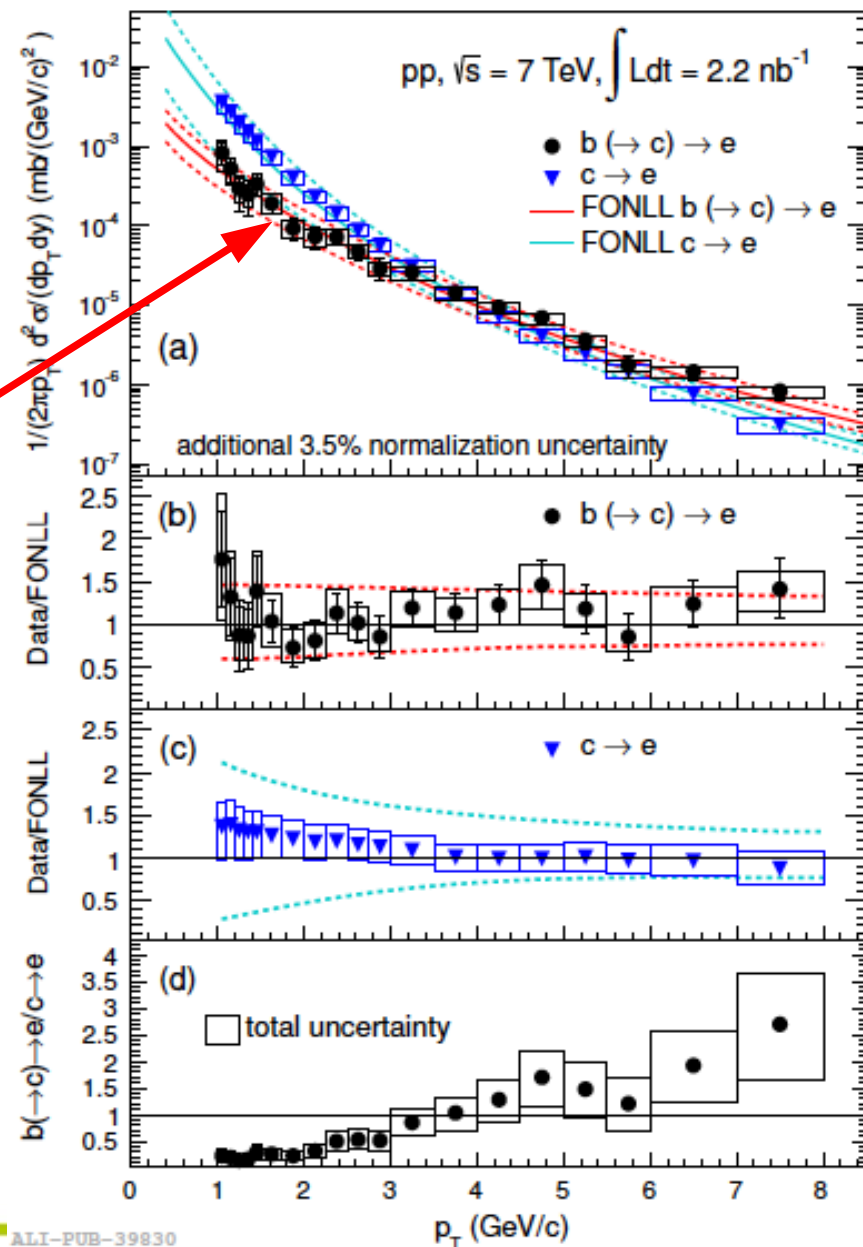 pp, √s = 7 TeV, ∫ Ldt = 2.2 nb⁻¹
b (→ c) → e
c → e
FONLL b (→ c) → e
FONLL c → e
1/(2πp_T) d²σ/(dp_Tdy) (mb/(GeV/c)²)
10⁻²
10⁻³
10⁻⁴
10⁻⁵
10⁻⁶
10⁻⁷
(a)
additional 3.5% normalization uncertainty
Data/FONLL
2.5
2
1.5
1
0.5
(b)
b (→ c) → e
Data/FONLL
2.5
2
1.5
1
0.5
(c)
c → e
b(→c)→e/c→e
4
3.5
3
2.5
2
1.5
1
0.5
(d)
total uncertainty
0 1 2 3 4 5 6 7 8
p_T (GeV/c)
ALI-PUB-39830